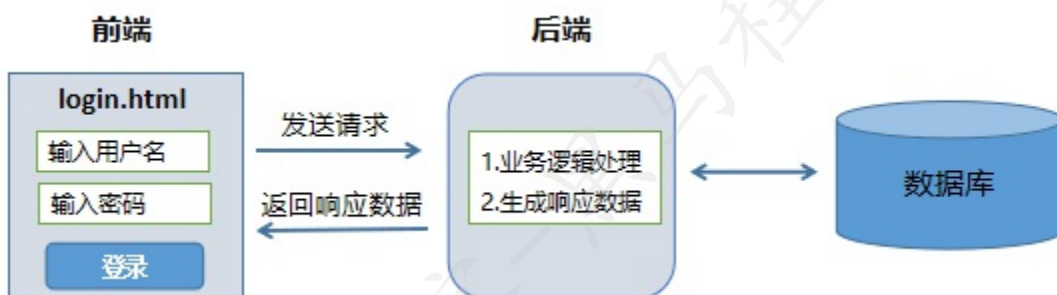 前端
后端
login.html
输入用户名
输入密码
登录
发送请求
返回响应数据
1.业务逻辑处理
2.生成响应数据
数据库